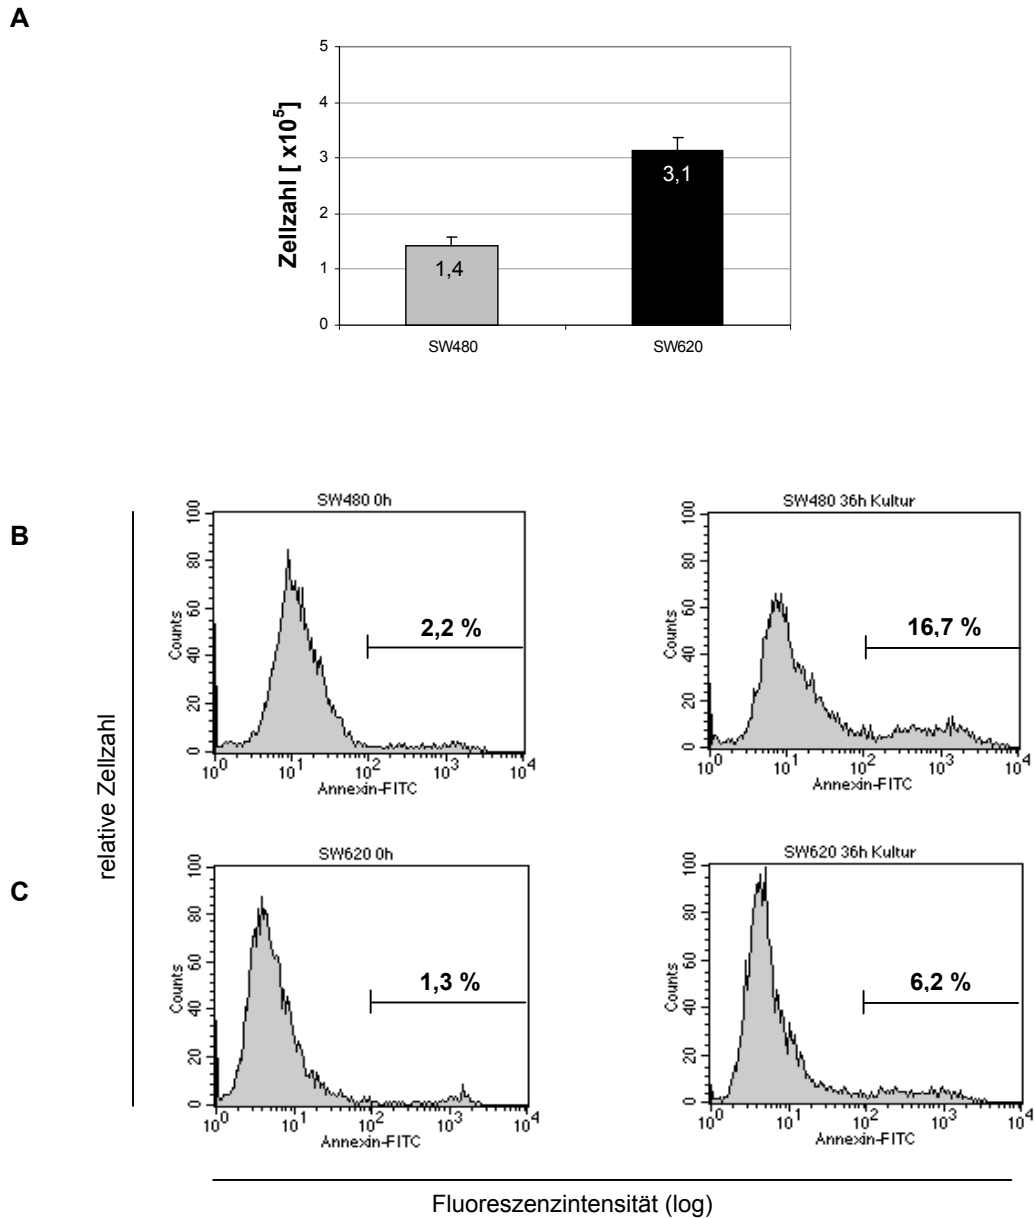 A
Zellzahl [ x10⁵]
5
4
3
2
1
0
1,4
3,1
SW480
SW620
B
relative Zellzahl
SW480 0h
Counts
100
80
60
40
20
0
2,2 %
10⁰ 10¹ 10² 10³ 10⁴
Annexin-FITC
SW480 36h Kultur
Counts
100
80
60
40
20
0
16,7 %
10⁰ 10¹ 10² 10³ 10⁴
Annexin-FITC
C
SW620 0h
Counts
100
80
60
40
20
0
1,3 %
10⁰ 10¹ 10² 10³ 10⁴
Annexin-FITC
SW620 36h Kultur
Counts
100
80
60
40
20
0
6,2 %
10⁰ 10¹ 10² 10³ 10⁴
Annexin-FITC
Fluoreszenzintensität (log)